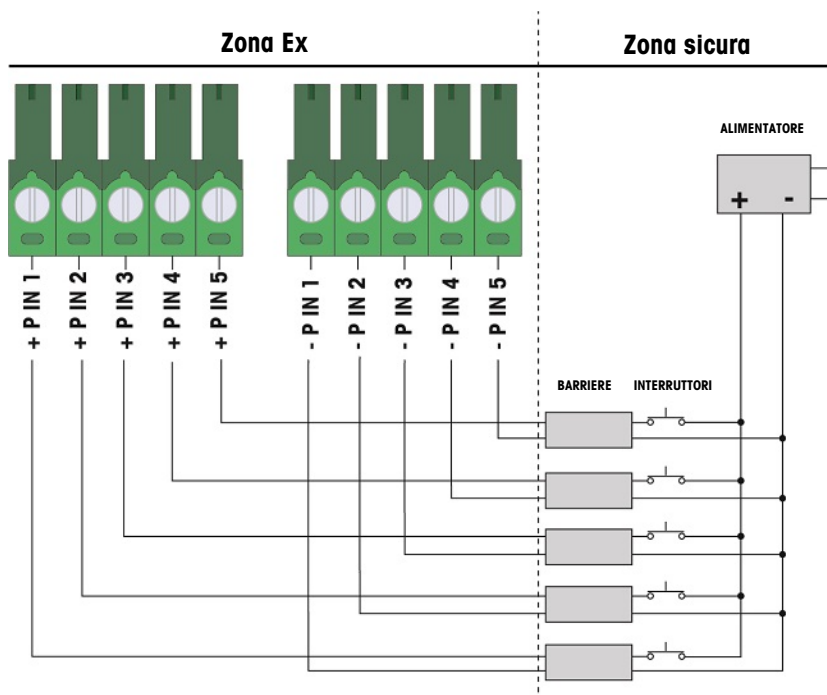 Zona Ex
Zona sicura
ALIMENTATORE
+ -
+ P IN 1
+ P IN 2
+ P IN 3
+ P IN 4
+ P IN 5
- P IN 1
- P IN 2
- P IN 3
- P IN 4
- P IN 5
BARRIERE
INTERRUTTORI